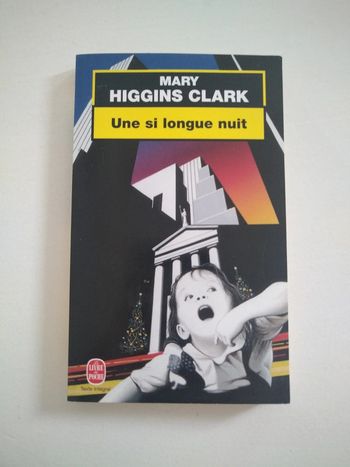 MARY
HIGGINS CLARK
Une si longue nuit
LE LIVRE
DE POCHE
Texte intégral